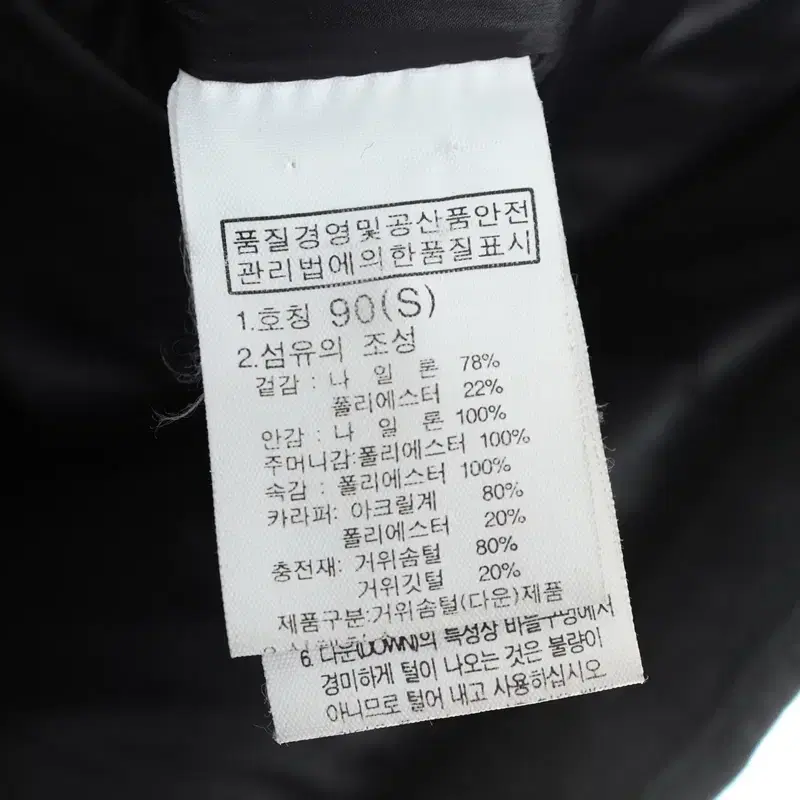 품질경영및공산품안전
관리법에의한품질표시
1.호칭 90(S)
2.섬유의 조성
겉감 : 나 일 론 78%
폴리에스터 22%
안감 : 나 일 론 100%
주머니감:폴리에스터 100%
속감 : 폴리에스터 100%
카라퍼: 아크릴계 80%
폴리에스터 20%
충전재: 거위솜털 80%
거위깃털 20%
제품구분:거위솜털(다운)제품
6. 다운(DOWN)의 특성상 바늘구멍에서
경미하게 털이 나오는 것은 불량이
아니므로 털어 내고 사용하십시오